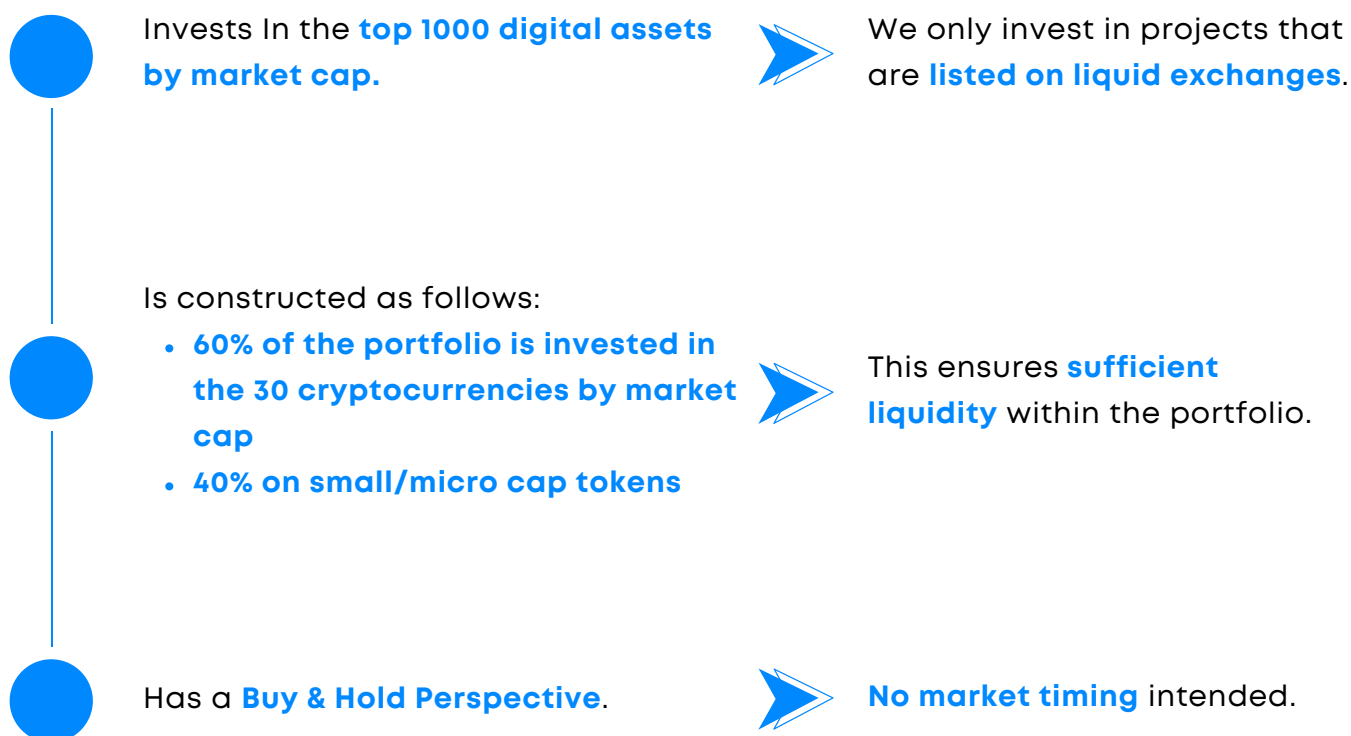 Invests In the top 1000 digital assets
by market cap.
We only invest in projects that
are listed on liquid exchanges.
Is constructed as follows:
• 60% of the portfolio is invested in
the 30 cryptocurrencies by market
cap
• 40% on small/micro cap tokens
This ensures sufficient
liquidity within the portfolio.
Has a Buy & Hold Perspective.
No market timing intended.